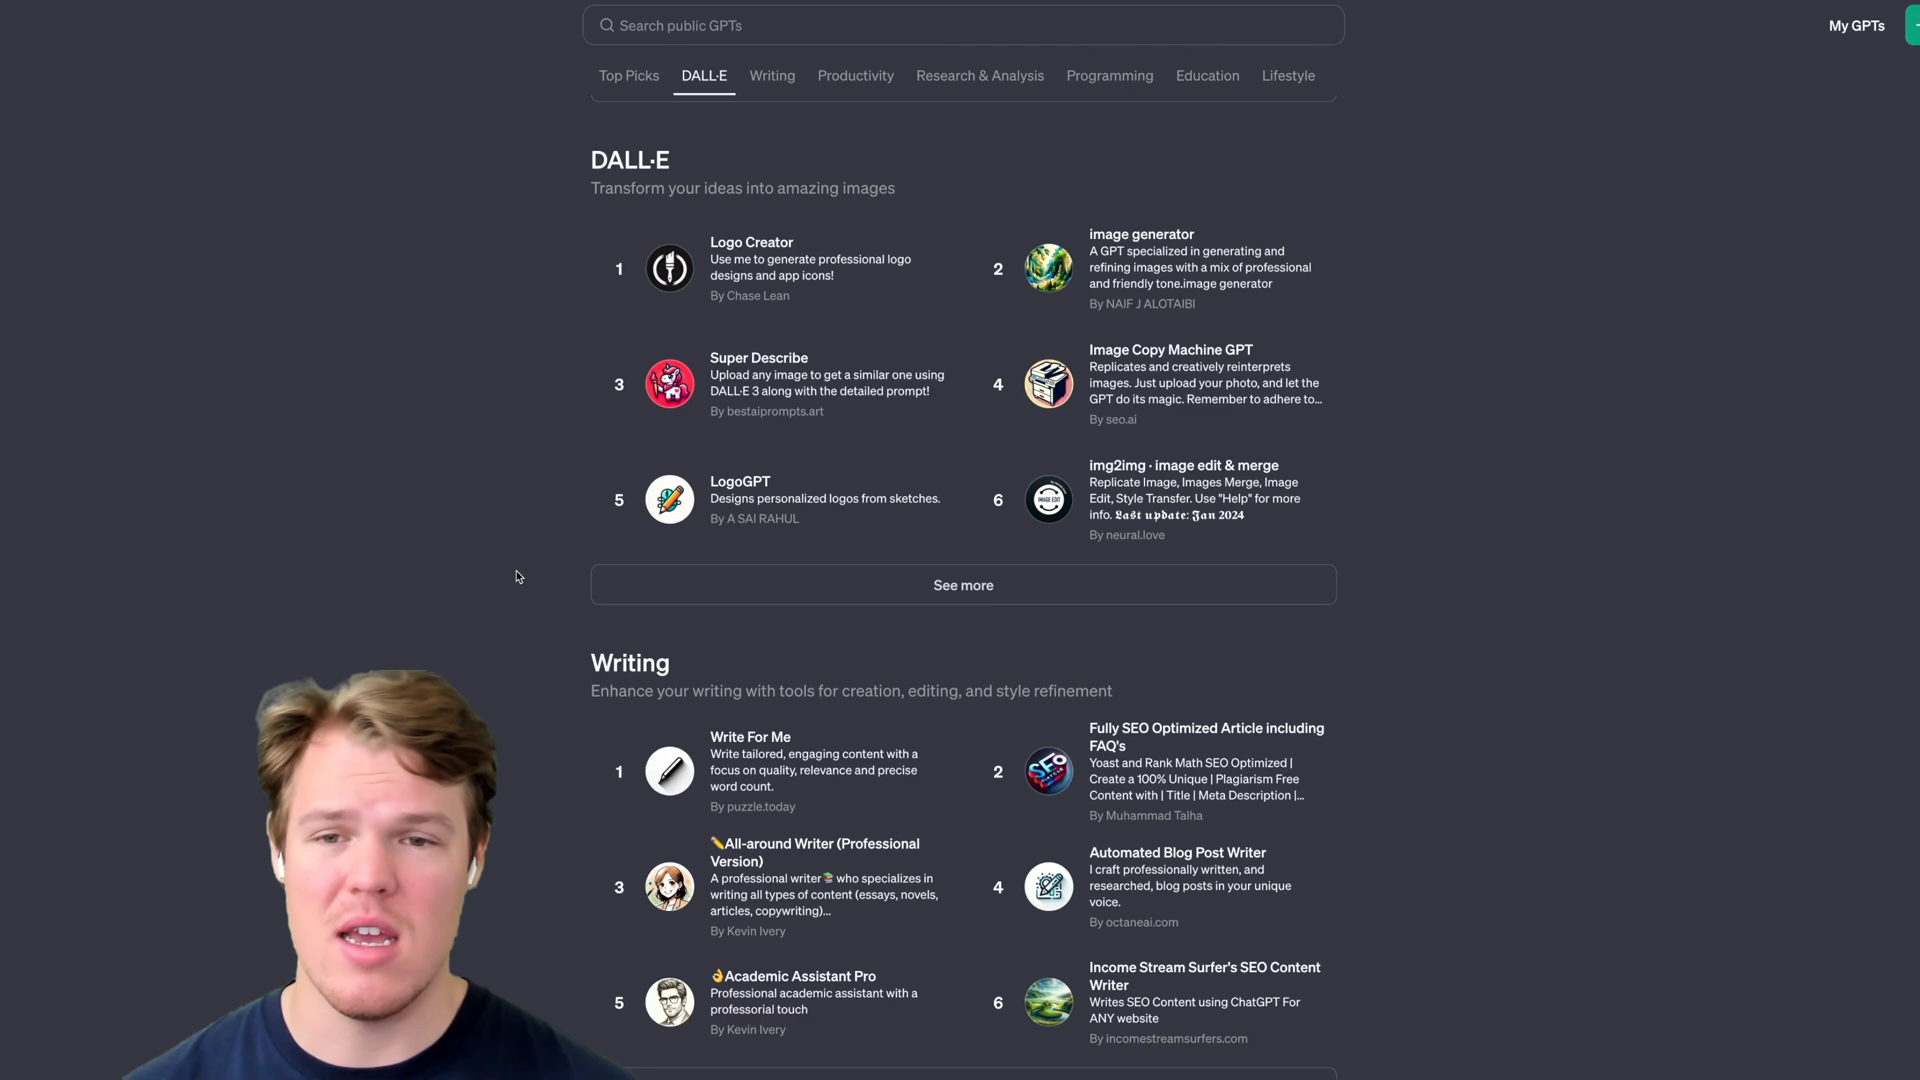 Search public GPTs
My GPTs
Top Picks
DALL·E
Writing
Productivity
Research & Analysis
Programming
Education
Lifestyle
DALL·E
Transform your ideas into amazing images
1
Logo Creator
Use me to generate professional logo
designs and app icons!
By Chase Lean
2
image generator
A GPT specialized in generating and
refining images with a mix of professional
and friendly tone.image generator
By NAIF J ALOTAIBI
3
Super Describe
Upload any image to get a similar one using
DALL·E 3 along with the detailed prompt!
By bestaiprompts.art
4
Image Copy Machine GPT
Replicates and creatively reinterprets
images. Just upload your photo, and let the
GPT do its magic. Remember to adhere to...
By seo.ai
5
LogoGPT
Designs personalized logos from sketches.
By A SAI RAHUL
6
IMAGE EDIT
img2img · image edit & merge
Replicate Image, Images Merge, Image
Edit, Style Transfer. Use "Help" for more
info. 𝕷𝖆𝖘𝖙 𝖚𝖕𝖉𝖆𝖙𝖊: 𝕵𝖆𝖓 2024
By neural.love
See more
Writing
Enhance your writing with tools for creation, editing, and style refinement
1
Write For Me
Write tailored, engaging content with a
focus on quality, relevance and precise
word count.
By puzzle.today
2
SEO
Fully SEO Optimized Article including
FAQ's
Yoast and Rank Math SEO Optimized |
Create a 100% Unique | Plagiarism Free
Content with | Title | Meta Description |...
By Muhammad Talha
3
✏️All-around Writer (Professional
Version)
A professional writer📚 who specializes in
writing all types of content (essays, novels,
articles, copywriting)...
By Kevin Ivery
4
Automated Blog Post Writer
I craft professionally written, and
researched, blog posts in your unique
voice.
By octaneai.com
5
👌Academic Assistant Pro
Professional academic assistant with a
professorial touch
By Kevin Ivery
6
Income Stream Surfer's SEO Content
Writer
Writes SEO Content using ChatGPT For
ANY website
By incomestreamsurfers.com